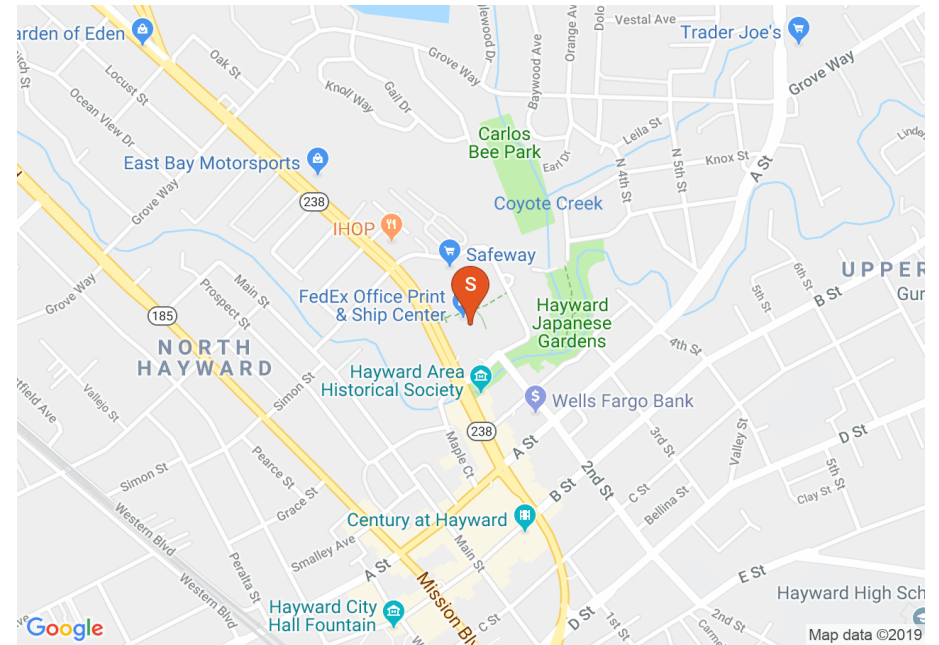 arden of Eden
Vestal Ave
Trader Joe's
Orange Av
Grove Way
Oak St
Baywood Ave
Grove Way
Locust St
Knoll Way
Gail Dr
Ocean View Dr
Carlos
Bee Park
Leila St
East Bay Motorsports
Earl Dr
N 4th St
N 5th St
Knox St
A St
Grove Way
238
Coyote Creek
IHOP
Safeway
UPPER
Gur
6th St
5th St
B St
S
Grove Way
Main St
Prospect St
FedEx Office Print
& Ship Center
Hayward
Japanese
Gardens
185
4th St
NORTH
HAYWARD
Hayward Area
Historical Society
Simon St
Wells Fargo Bank
Vallejo St
238
Maple Ct
A St
3rd St
Valley St
D St
Simon St
Pearce St
2nd St
B St
C St
Bellina St
5th St
Clay St
Grace St
Western Blvd
Century at Hayward
Smalley Ave
Main St
A St
Peralta St
E St
Western Blvd
Mission Blv
Hayward High Sch
Hayward City
Hall Fountain
C St
D St
1st St
2nd St
Google
Map data ©2019